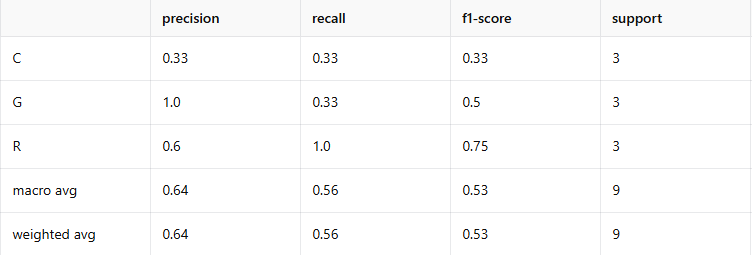 precision recall f1-score support
C 0.33 0.33 0.33 3
G 1.0 0.33 0.5 3
R 0.6 1.0 0.75 3
macro avg 0.64 0.56 0.53 9
weighted avg 0.64 0.56 0.53 9